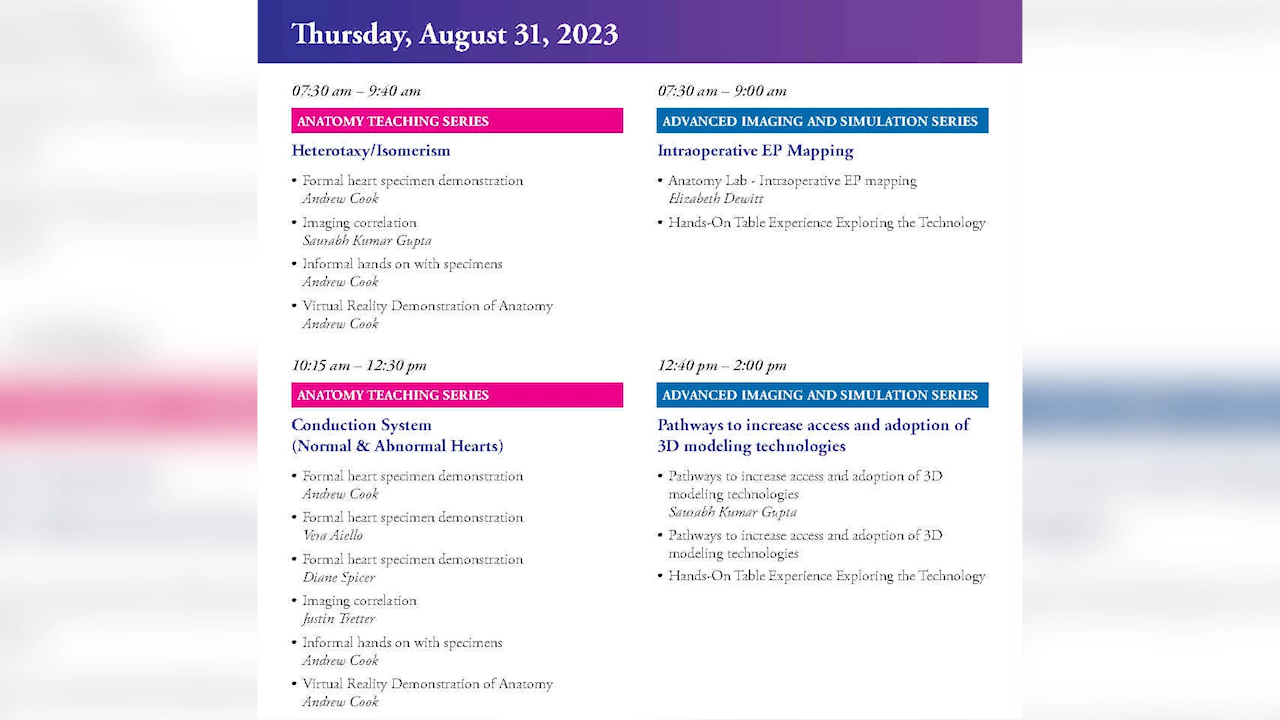 Thursday, August 31, 2023
07:30 am – 9:40 am
ANATOMY TEACHING SERIES
Heterotaxy/Isomerism
• Formal heart specimen demonstration
Andrew Cook
• Imaging correlation
Saurabh Kumar Gupta
• Informal hands on with specimens
Andrew Cook
• Virtual Reality Demonstration of Anatomy
Andrew Cook
07:30 am – 9:00 am
ADVANCED IMAGING AND SIMULATION SERIES
Intraoperative EP Mapping
• Anatomy Lab - Intraoperative EP mapping
Elizabeth Dewitt
• Hands-On Table Experience Exploring the Technology
10:15 am – 12:30 pm
ANATOMY TEACHING SERIES
Conduction System
(Normal & Abnormal Hearts)
• Formal heart specimen demonstration
Andrew Cook
• Formal heart specimen demonstration
Vera Aiello
• Formal heart specimen demonstration
Diane Spicer
• Imaging correlation
Justin Tretter
• Informal hands on with specimens
Andrew Cook
• Virtual Reality Demonstration of Anatomy
Andrew Cook
12:40 pm – 2:00 pm
ADVANCED IMAGING AND SIMULATION SERIES
Pathways to increase access and adoption of
3D modeling technologies
• Pathways to increase access and adoption of 3D
modeling technologies
Saurabh Kumar Gupta
• Pathways to increase access and adoption of 3D
modeling technologies
• Hands-On Table Experience Exploring the Technology